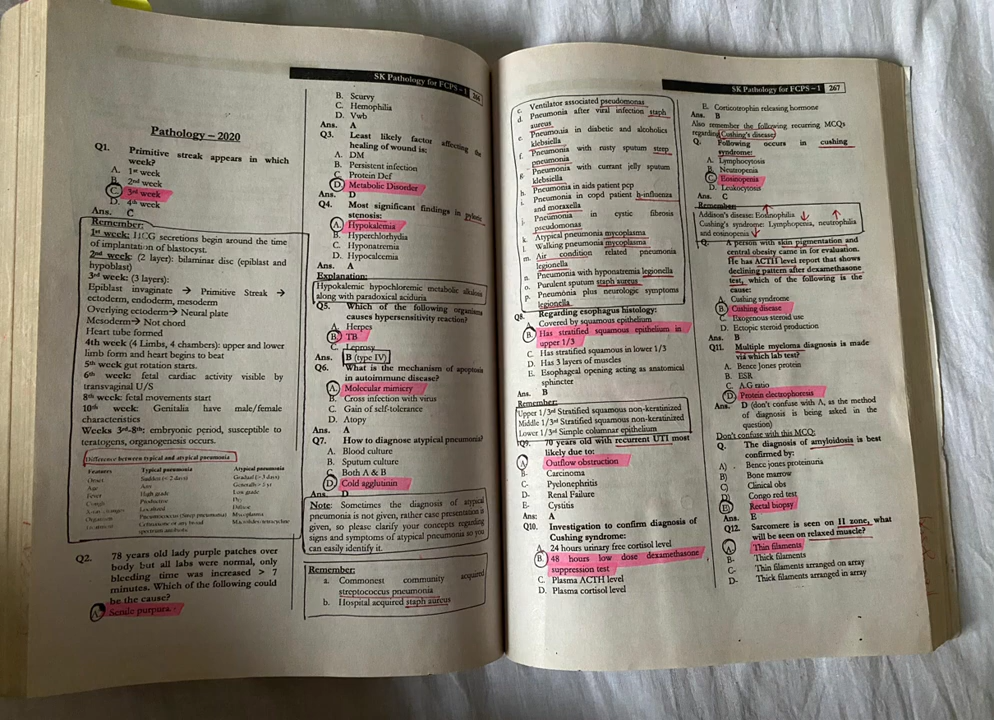 SK Pathology for FCPS - 1
Pathology – 2020
Q1. Primitive streak appears in which
week?
A. 1st week
B. 2nd week
C. 3rd week
D. 4th week
Ans. C
Remember:
1st week: HCG secretions begin around the time
of implantation of blastocyst.
2nd week: (2 layer): bilaminar disc (epiblast and
hypoblast)
3rd week: (3 layers):
Epiblast invaginate → Primitive Streak →
ectoderm, endoderm, mesoderm
Overlying ectoderm→ Neural plate
Mesoderm→ Not chord
Heart tube formed
4th week (4 Limbs, 4 chambers): upper and lower
limb form and heart begins to beat
5th week gut rotation starts.
6th week: fetal cardiac activity visible by
transvaginal U/S
8th week: fetal movements start
10th week: Genitalia have male/female
characteristics
Weeks 3rd-8th: embryonic period, susceptible to
teratogens, organogenesis occurs.
Difference between typical and atypical pneumonia
Features Typical pneumonia Atypical pneumonia
Onset Sudden (< 2 days) Gradual (~ 3 days)
Age
Fever High grade Low grade
Productive Dry
Lobar Diffuse
Organism Pneumococcus (Strep pneumonia) Mycoplasma
Q2. 78 years old lady purple patches over
body but all labs were normal, only
bleeding time was increased > 7
minutes. Which of the following could
be the cause?
A. Senile purpura.
B. Scurvy
C. Hemophilia
D. Vwb
Ans. A
Q3. Least likely factor affecting the
healing of wound is:
A. DM
B. Persistent infection
C. Protein Def
D. Metabolic Disorder
Ans. D
Q4. Most significant findings in pyloric
stenosis:
A. Hypokalemia
B. Hyperchlorhydia
C. Hyponatremia
D. Hypocalcemia
Ans. A
Explanation:
Hypokalemic hypochloremic metabolic alkalosis
along with paradoxical aciduria
Q5. Which of the following organisms
causes hypersensitivity reaction?
A. Herpes
B. TB
C. Leprosy
Ans. B (type IV)
Q6. What is the mechanism of apoptosis
in autoimmune disease?
A. Molecular mimicry
B. Cross infection with virus
C. Gain of self-tolerance
D. Atopy
Ans. A
Q7. How to diagnose atypical pneumonia?
A. Blood culture
B. Sputum culture
C. Both A & B
D. Cold agglutinin
Ans. D
Note: Sometimes the diagnosis of atypical
pneumonia is not given, rather case presentation is
given, so please clarify your concepts regarding
signs and symptoms of atypical pneumonia so you
can easily identify it.
Remember:
a. Commonest community acquired
streptococcus pneumonia
b. Hospital acquired staph aureus
SK Pathology for FCPS – 1 267
c. Ventilator associated pseudomonas
d. Pneumonia after viral infection staph
aureus
e. Pneumonia in diabetic and alcoholics
klebsiella
f. Pneumonia with rusty sputum strep
pneumonia
g. Pneumonia with currant jelly sputum
klebsiella
h. Pneumonia in aids patient pcp
i. Pneumonia in copd patient h-influenza
and moraxella
j. Pneumonia in cystic fibrosis
pseudomonas
k. Atypical pneumonia mycoplasma
l. Walking pneumonia mycoplasma
m. Air condition related pneumonia
legionella
n. Pneumonia with hyponatremia legionella
o. Purulent sputum staph aureus
p. Pneumonia plus neurologic symptoms
legionella
Q8. Regarding esophagus histology:
A. Covered by squamous epithelium
B. Has stratified squamous epithelium in
upper 1/3
C. Has stratified squamous in lower 1/3
D. Has 3 layers of muscles
E. Esophageal opening acting as anatomical
sphincter
Ans. B
Remember:
Upper 1/3rd Stratified squamous non-keratinized
Middle 1/3rd Stratified squamous non-keratinized
Lower 1/3rd Simple columnar epithelium
Q9. 70 years old with recurrent UTI most
likely due to:
A. Outflow obstruction
B- Carcinoma
C- Pyelonephritis
D- Renal Failure
E- Cystitis
Ans: A
Q10. Investigation to confirm diagnosis of
Cushing syndrome:
A. 24 hours urinary free cortisol level
B. 48 hours low dose dexamethasone
suppression test
C. Plasma ACTH level
D. Plasma cortisol level
E. Corticotrophin releasing hormone
Ans. B
Also remember the following recurring MCQs
regarding Cushing's disease
Q. Following occurs in cushing
syndrome:
A. Lymphocytosis
B. Neutropenia
C. Eosinopenia
D. Leukocytosis
Ans. C
Remember:
Addison's disease: Eosinophilia
Cushing's syndrome: Lymphopenia, neutrophilia
and eosinopenia
Q. A person with skin pigmentation and
central obesity came in for evaluation.
He has ACTH level report that shows
declining pattern after dexamethasone
test, which of the following is the
cause:
A. Cushing syndrome
B. Cushing disease
C. Exogenous steroid use
D. Ectopic steroid production
Ans. B
Q11. Multiple myeloma diagnosis is made
via which lab test?
A. Bence Jones protein
B. ESR
C. A.G ratio
D. Protein electrophoresis
Ans. D (don't confuse with A, as the method
of diagnosis is being asked in the
question)
Don't confuse with this MCQ:
Q. The diagnosis of amyloidosis is best
confirmed by:
A) Bence jones proteinuria
B) Bone marrow
C) Clinical obs
D) Congo red test
E) Rectal biopsy
Ans. E
Q12. Sarcomere is seen on H zone, what
will be seen on relaxed muscle?
A. Thin filaments
B- Thick filaments
C- Thin filaments arranged on array
D- Thick filaments arranged in array